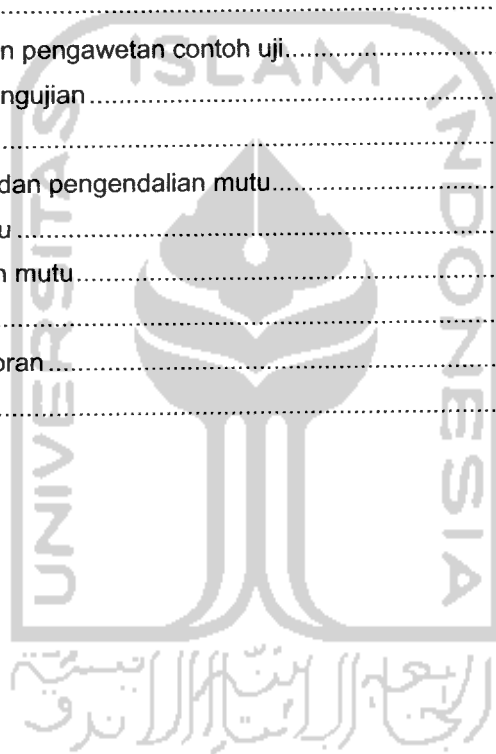 ..........
ISLAM
n pengawetan contoh uji..........
ngujian..........
..........
dan pengendalian mutu..........
u..........
n mutu..........
..........
oran..........
..........
UNIVERSITAS
INDONESIA